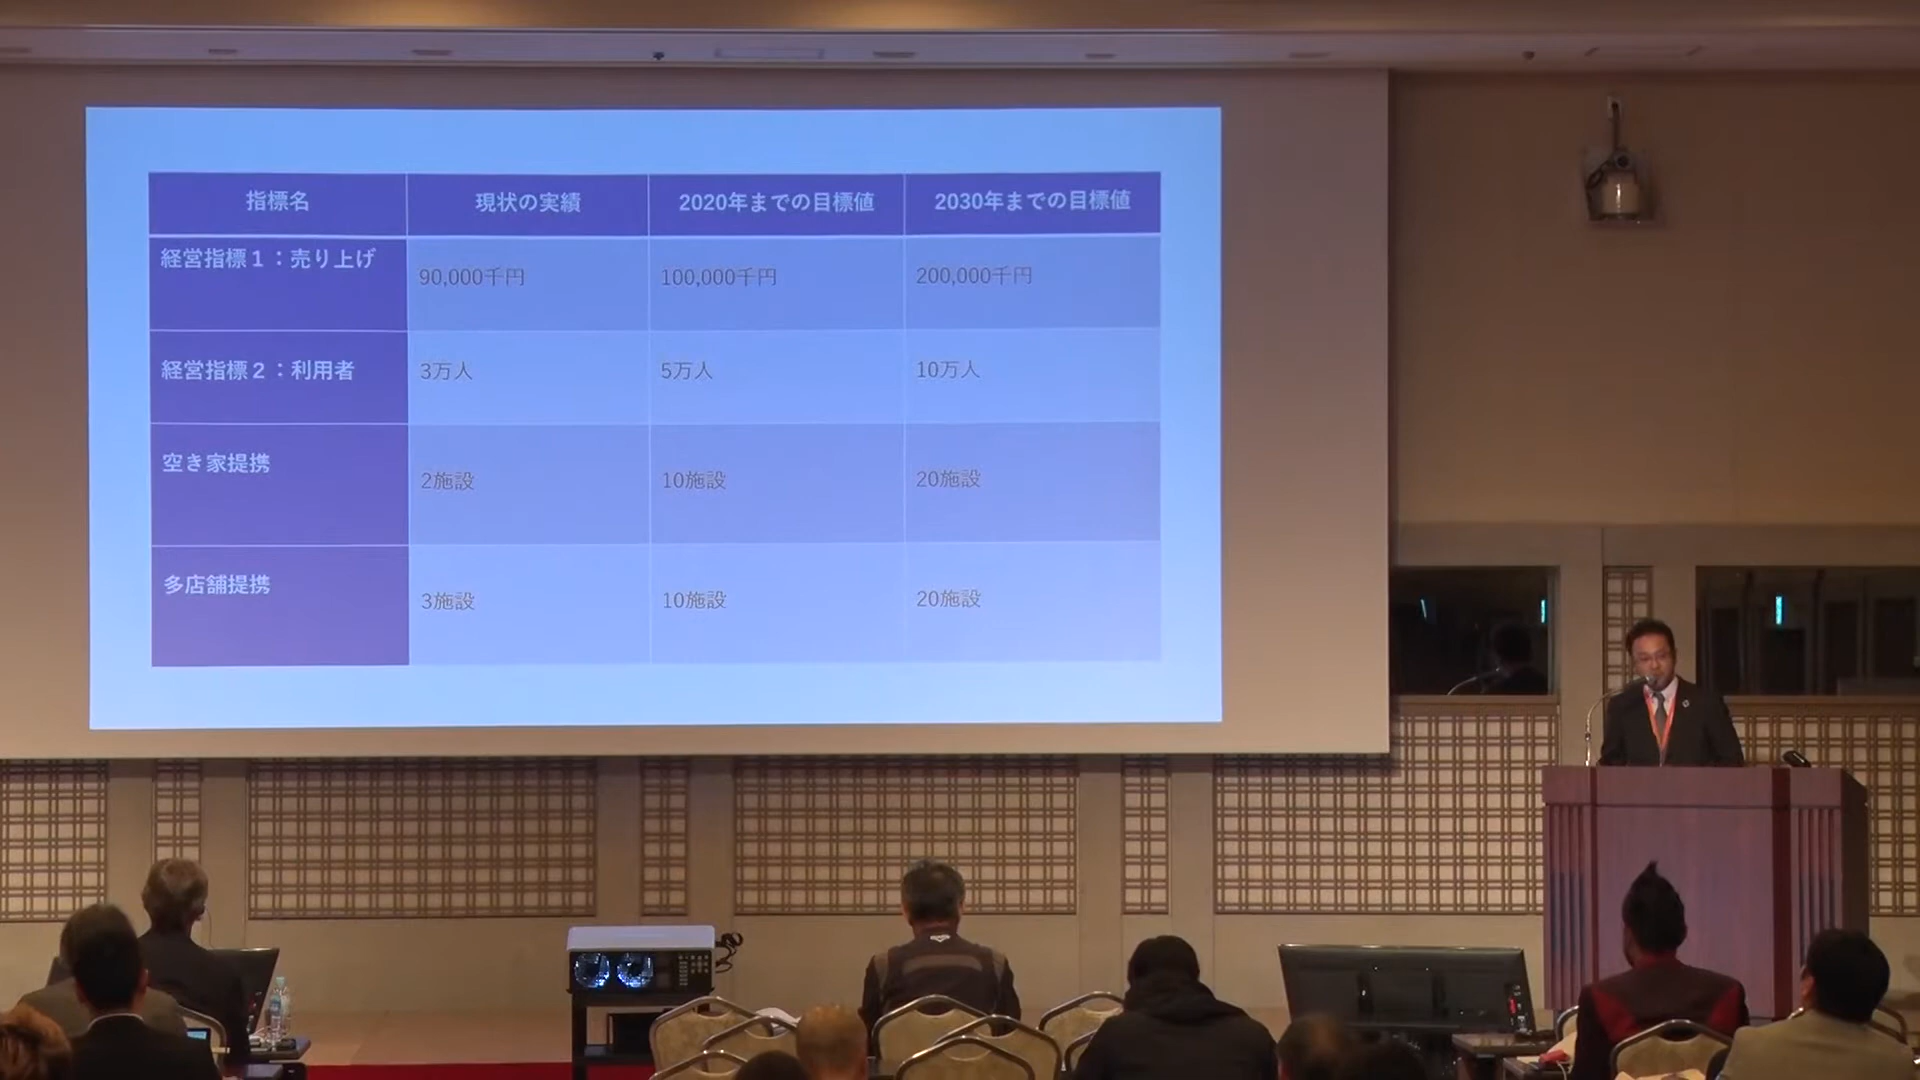 指標名 現状の実績 2020年までの目標値 2030年までの目標値
経営指標１：売り上げ 90,000千円 100,000千円 200,000千円
経営指標２：利用者 3万人 5万人 10万人
空き家提携 2施設 10施設 20施設
多店舗提携 3施設 10施設 20施設